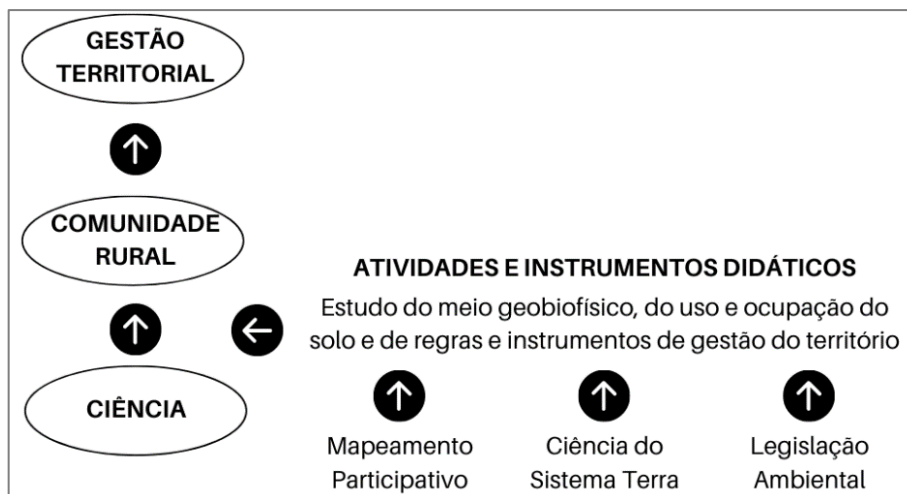 GESTÃO
TERRITORIAL
COMUNIDADE
RURAL
CIÊNCIA
ATIVIDADES E INSTRUMENTOS DIDÁTICOS
Estudo do meio geobiofísico, do uso e ocupação do
solo e de regras e instrumentos de gestão do território
Mapeamento
Participativo
Ciência do
Sistema Terra
Legislação
Ambiental